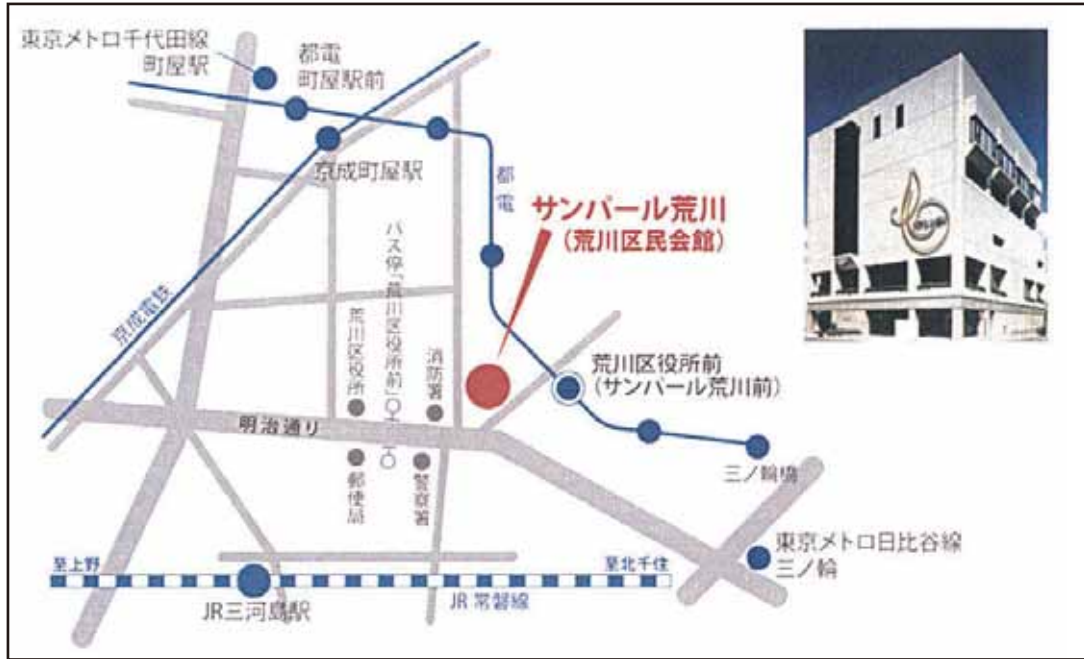 東京メトロ千代田線
町屋駅
都電
町屋駅前
京成町屋駅
都電
サンパール荒川
(荒川区民会館)
京成電鉄
バス停「荒川区役所前」
荒川区役所
消防署
荒川区役所前
(サンパール荒川前)
明治通り
郵便局
警察署
三ノ輪橋
東京メトロ日比谷線
三ノ輪
至上野
至北千住
JR三河島駅
JR常磐線